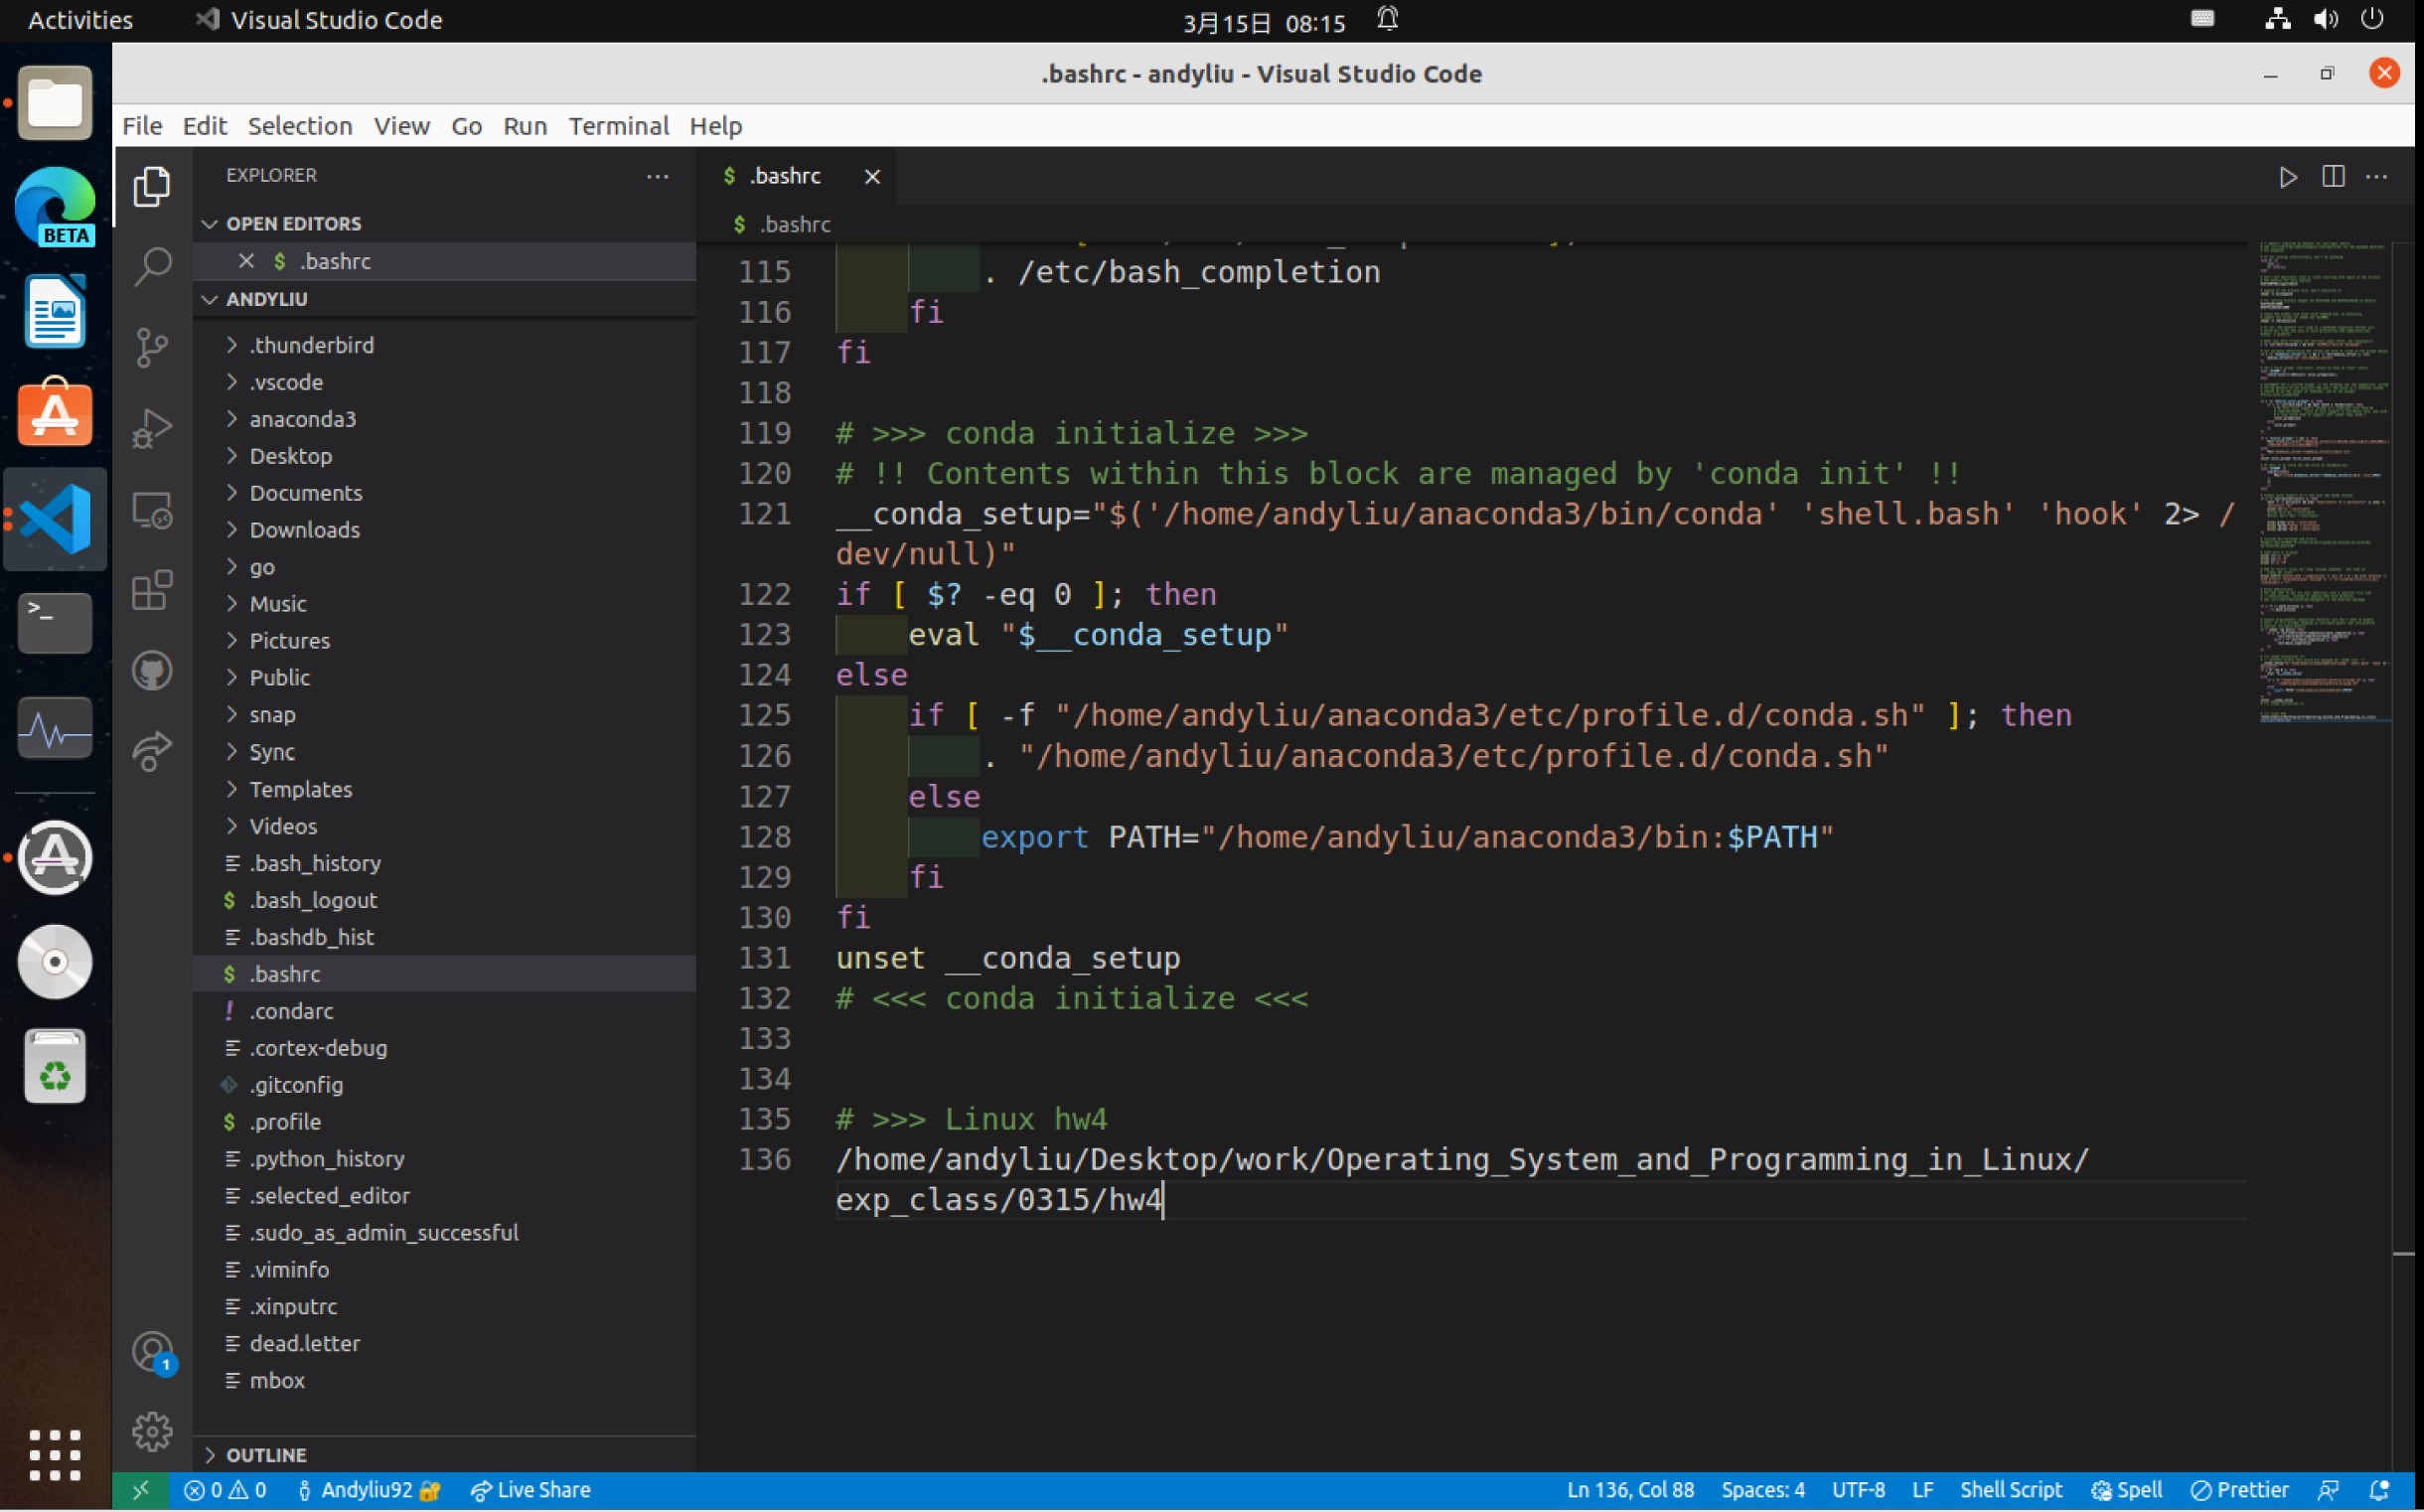 Activities
Visual Studio Code
3月15日 08:15
.bashrc - andyliu - Visual Studio Code
File Edit Selection View Go Run Terminal Help
BETA
EXPLORER
OPEN EDITORS
$ .bashrc
ANDYLIU
.thunderbird
.vscode
anaconda3
Desktop
Documents
Downloads
go
Music
Pictures
Public
snap
Sync
Templates
Videos
.bash_history
$ .bash_logout
.bashdb_hist
$ .bashrc
! .condarc
.cortex-debug
.gitconfig
$ .profile
.python_history
.selected_editor
.sudo_as_admin_successful
.viminfo
.xinputrc
dead.letter
mbox
OUTLINE
$ .bashrc
$ .bashrc
115 . /etc/bash_completion
116 fi
117 fi
118
119 # >>> conda initialize >>>
120 # !! Contents within this block are managed by 'conda init' !!
121 __conda_setup="$('/home/andyliu/anaconda3/bin/conda' 'shell.bash' 'hook' 2> /
dev/null)"
122 if [ $? -eq 0 ]; then
123 eval "$__conda_setup"
124 else
125 if [ -f "/home/andyliu/anaconda3/etc/profile.d/conda.sh" ]; then
126 . "/home/andyliu/anaconda3/etc/profile.d/conda.sh"
127 else
128 export PATH="/home/andyliu/anaconda3/bin:$PATH"
129 fi
130 fi
131 unset __conda_setup
132 # <<< conda initialize <<<
133
134
135 # >>> Linux hw4
136 /home/andyliu/Desktop/work/Operating_System_and_Programming_in_Linux/
exp_class/0315/hw4
1
0 0 Andyliu92 Live Share
Ln 136, Col 88 Spaces: 4 UTF-8 LF Shell Script Spell Prettier